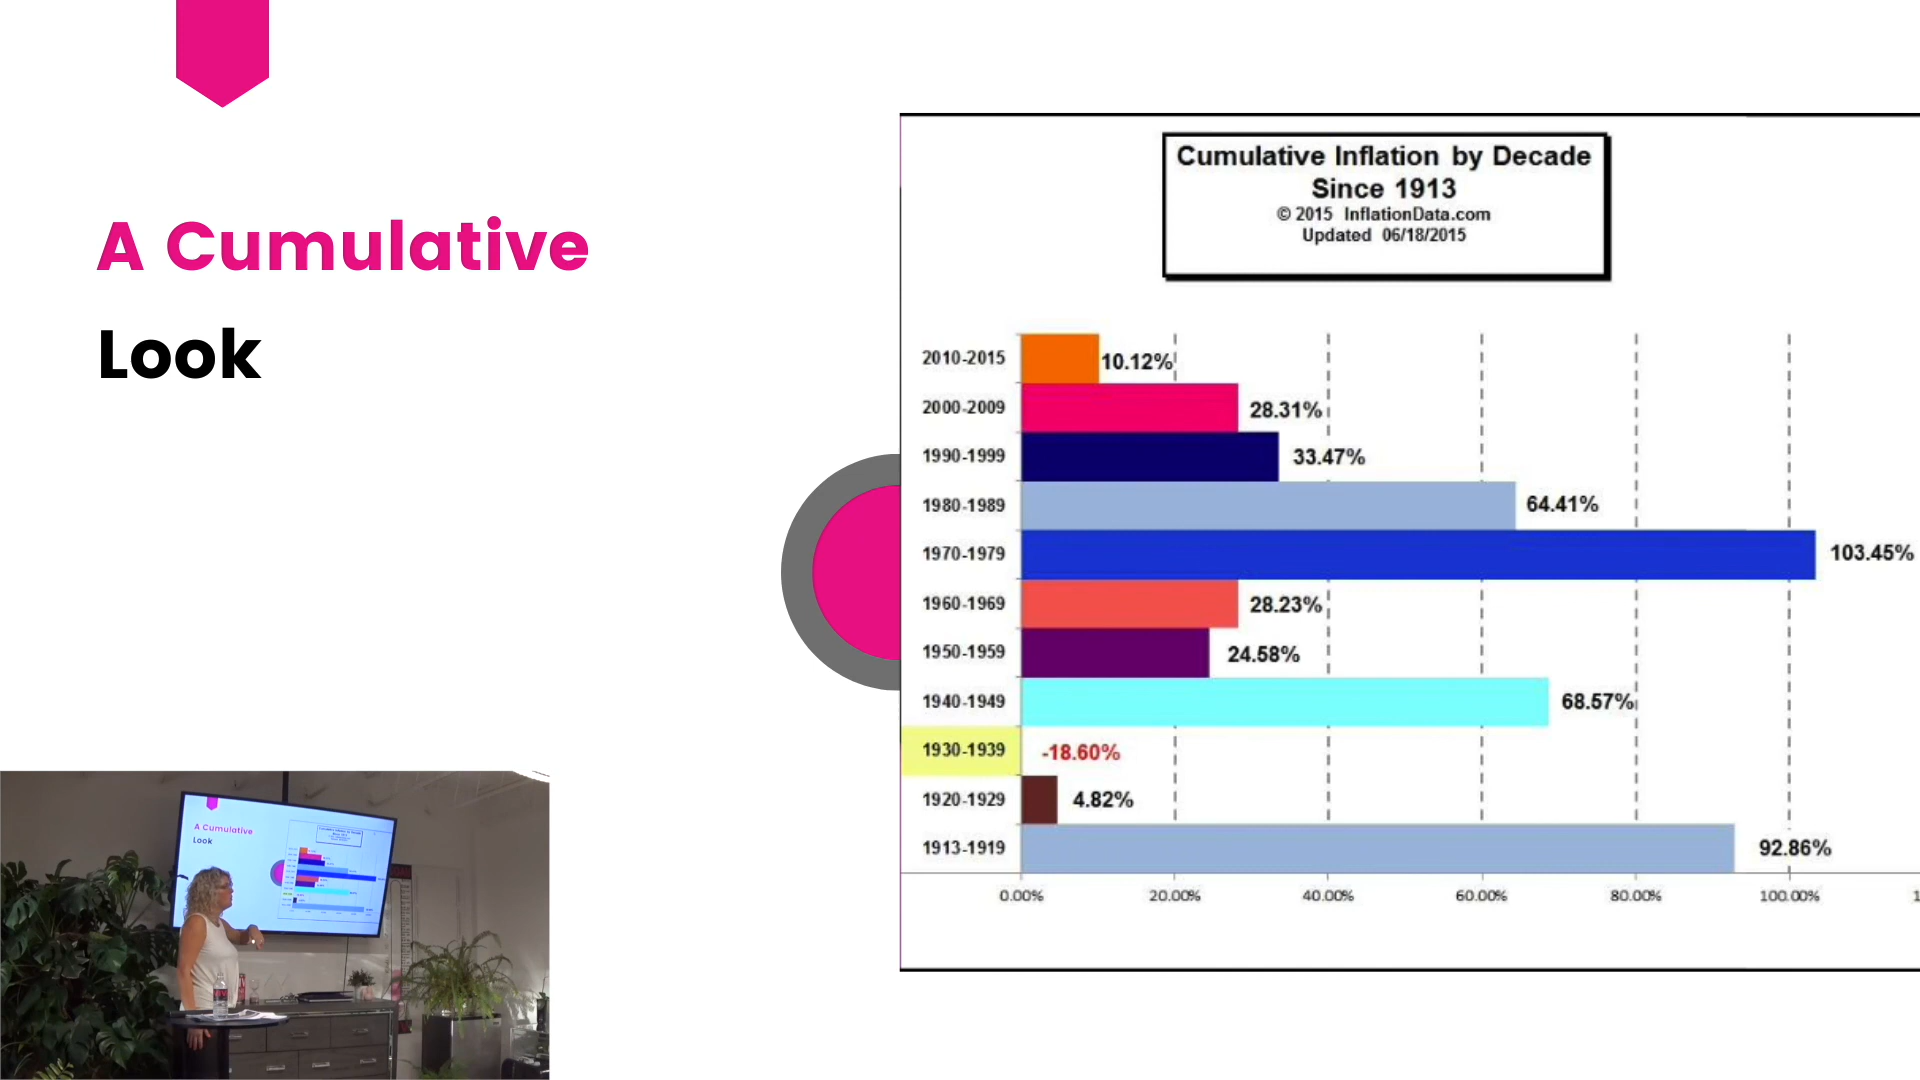 A Cumulative
Look
Cumulative Inflation by Decade
Since 1913
© 2015 InflationData.com
Updated 06/18/2015
2010-2015 10.12%
2000-2009 28.31%
1990-1999 33.47%
1980-1989 64.41%
1970-1979 103.45%
1960-1969 28.23%
1950-1959 24.58%
1940-1949 68.57%
1930-1939 -18.60%
1920-1929 4.82%
1913-1919 92.86%
0.00% 20.00% 40.00% 60.00% 80.00% 100.00% 1
A Cumulative
Look